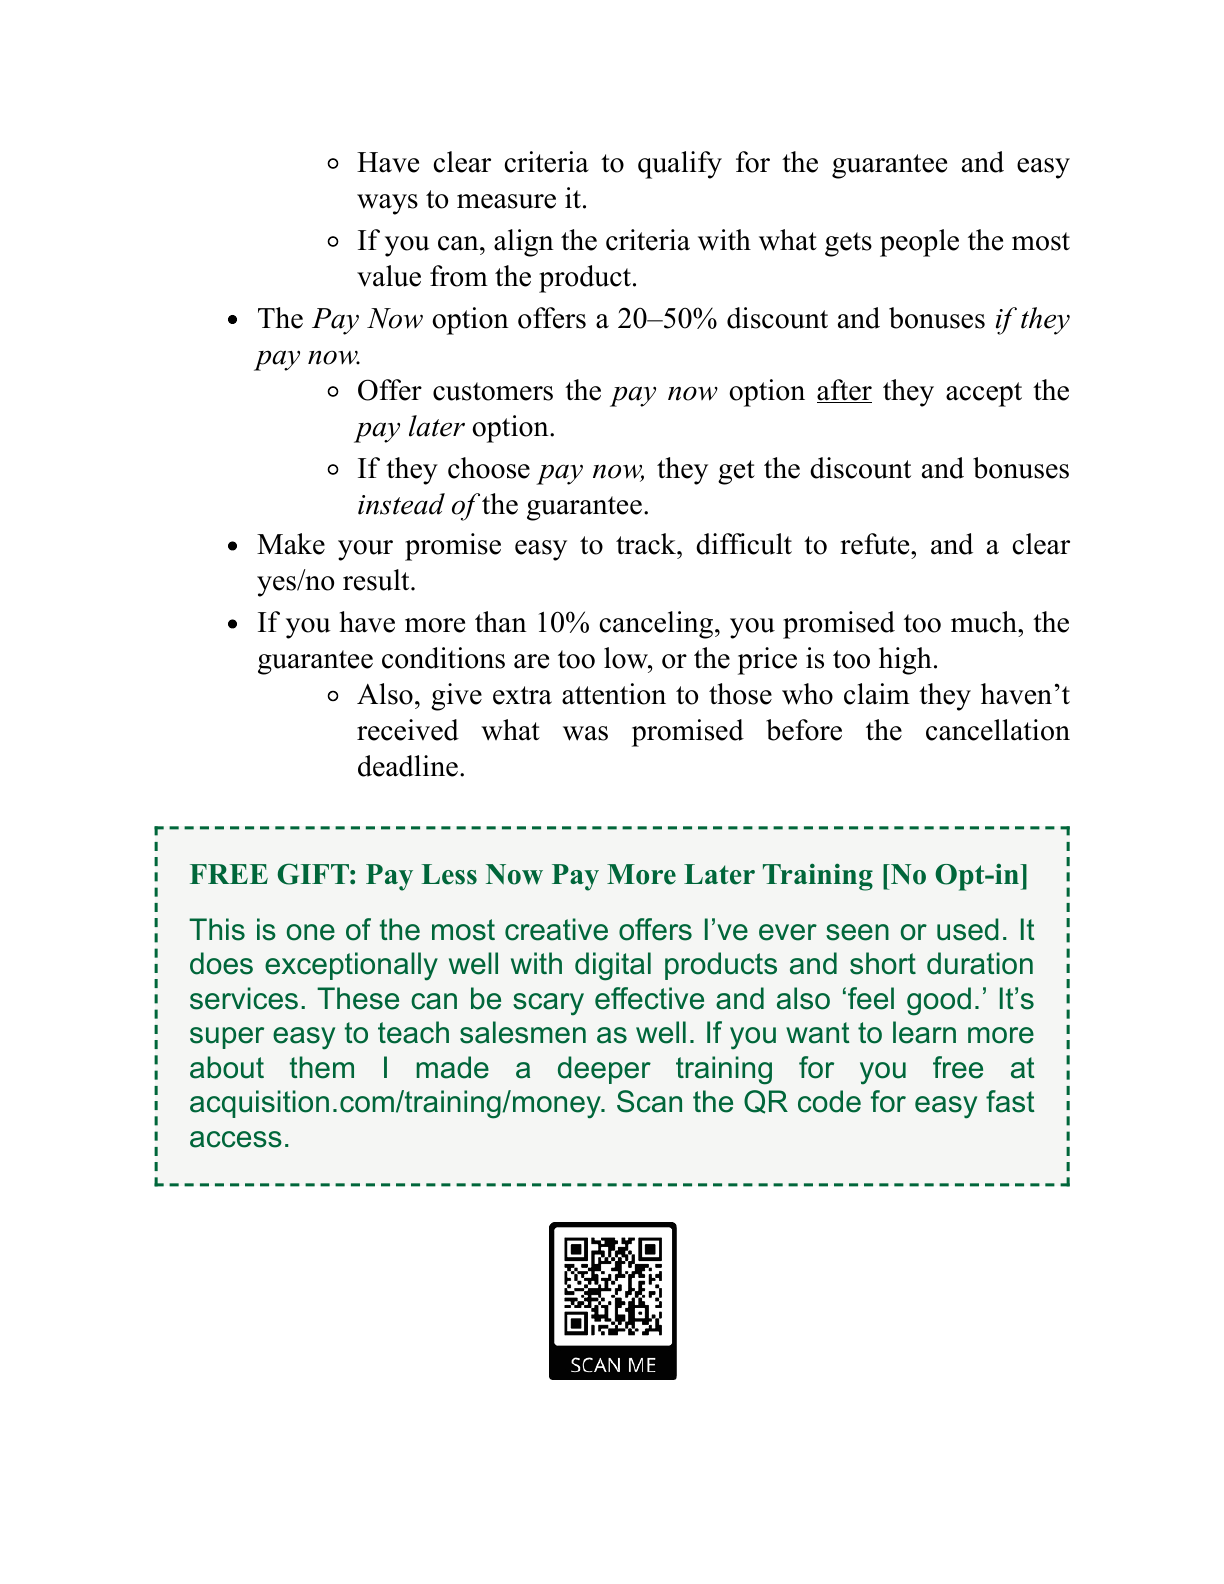 Have clear criteria to qualify for the guarantee and easy
ways to measure it.
If you can, align the criteria with what gets people the most
value from the product.
The Pay Now option offers a 20–50% discount and bonuses if they
pay now.
Offer customers the pay now option after they accept the
pay later option.
If they choose pay now, they get the discount and bonuses
instead of the guarantee.
Make your promise easy to track, difficult to refute, and a clear
yes/no result.
If you have more than 10% canceling, you promised too much, the
guarantee conditions are too low, or the price is too high.
Also, give extra attention to those who claim they haven’t
received what was promised before the cancellation
deadline.
FREE GIFT: Pay Less Now Pay More Later Training [No Opt-in]
This is one of the most creative offers I’ve ever seen or used. It
does exceptionally well with digital products and short duration
services. These can be scary effective and also ‘feel good.’ It’s
super easy to teach salesmen as well. If you want to learn more
about them I made a deeper training for you free at
acquisition.com/training/money. Scan the QR code for easy fast
access.
SCAN ME